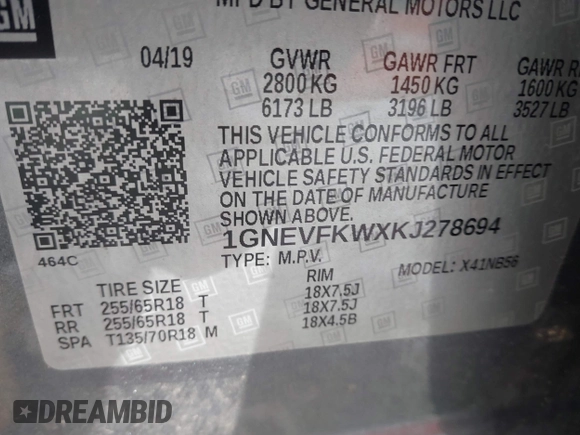 MFD BY GENERAL MOTORS LLC
GM
04/19 GVWR GAWR FRT GAWR R
2800 KG 1450 KG 1600 KG
6173 LB 3196 LB 3527 LB
THIS VEHICLE CONFORMS TO ALL
APPLICABLE U.S. FEDERAL MOTOR
VEHICLE SAFETY STANDARDS IN EFFECT
ON THE DATE OF MANUFACTURE
SHOWN ABOVE.
1GNEVFKWXKJ278694
464C
TYPE: M.P.V. MODEL: X41NB56
TIRE SIZE RIM
FRT 255/65R18 T 18X7.5J
RR 255/65R18 T 18X7.5J
SPA T135/70R18 M 18X4.5B
DREAMBID